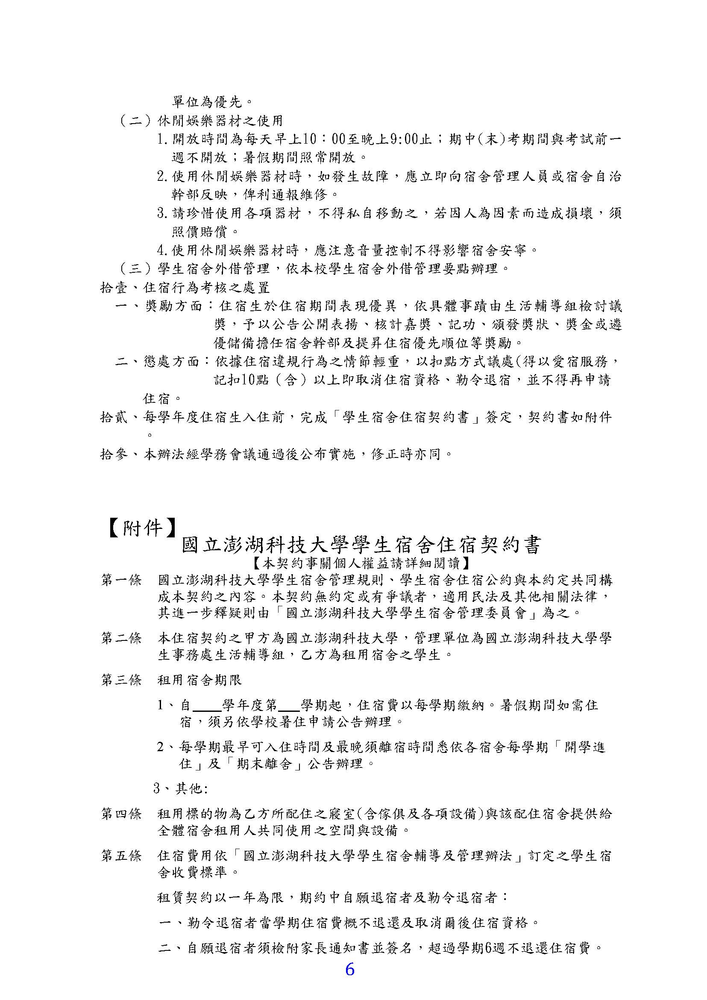 單位為優先。
（二）休閒娛樂器材之使用
1.開放時間為每天早上10：00至晚上9:00止；期中(末)考期間與考試前一
週不開放；暑假期間照常開放。
2.使用休閒娛樂器材時，如發生故障，應立即向宿舍管理人員或宿舍自治
幹部反映，俾利通報維修。
3.請珍惜使用各項器材，不得私自移動之，若因人為因素而造成損壞，須
照價賠償。
4.使用休閒娛樂器材時，應注意音量控制不得影響宿舍安寧。
（三）學生宿舍外借管理，依本校學生宿舍外借管理要點辦理。
拾壹、住宿行為考核之處置
一、獎勵方面：住宿生於住宿期間表現優異，依具體事蹟由生活輔導組檢討議
獎，予以公告公開表揚、核計嘉獎、記功、頒發獎狀、獎金或遴
優儲備擔任宿舍幹部及提昇住宿優先順位等獎勵。
二、懲處方面：依據住宿違規行為之情節輕重，以扣點方式議處(得以愛宿服務，
記扣10點（含）以上即取消住宿資格、勒令退宿，並不得再申請
住宿。
拾貳、每學年度住宿生入住前，完成「學生宿舍住宿契約書」簽定，契約書如附件
。
拾參、本辦法經學務會議通過後公布實施，修正時亦同。
【附件】
國立澎湖科技大學學生宿舍住宿契約書
【本契約事關個人權益請詳細閱讀】
第一條　國立澎湖科技大學學生宿舍管理規則、學生宿舍住宿公約與本約定共同構
成本契約之內容。本契約無約定或有爭議者，適用民法及其他相關法律，
其進一步釋疑則由「國立澎湖科技大學學生宿舍管理委員會」為之。
第二條　本住宿契約之甲方為國立澎湖科技大學，管理單位為國立澎湖科技大學學
生事務處生活輔導組，乙方為租用宿舍之學生。
第三條　租用宿舍期限
1、自____學年度第___學期起，住宿費以每學期繳納。暑假期間如需住
宿，須另依學校暑住申請公告辦理。
2、每學期最早可入住時間及最晚須離宿時間悉依各宿舍每學期「開學進
住」及「期末離舍」公告辦理。
3、其他:
第四條　租用標的物為乙方所配住之寢室(含傢俱及各項設備)與該配住宿舍提供給
全體宿舍租用人共同使用之空間與設備。
第五條　住宿費用依「國立澎湖科技大學學生宿舍輔導及管理辦法」訂定之學生宿
舍收費標準。
租賃契約以一年為限，期約中自願退宿者及勒令退宿者：
一、勒令退宿者當學期住宿費概不退還及取消爾後住宿資格。
二、自願退宿者須檢附家長通知書並簽名，超過學期6週不退還住宿費。
6